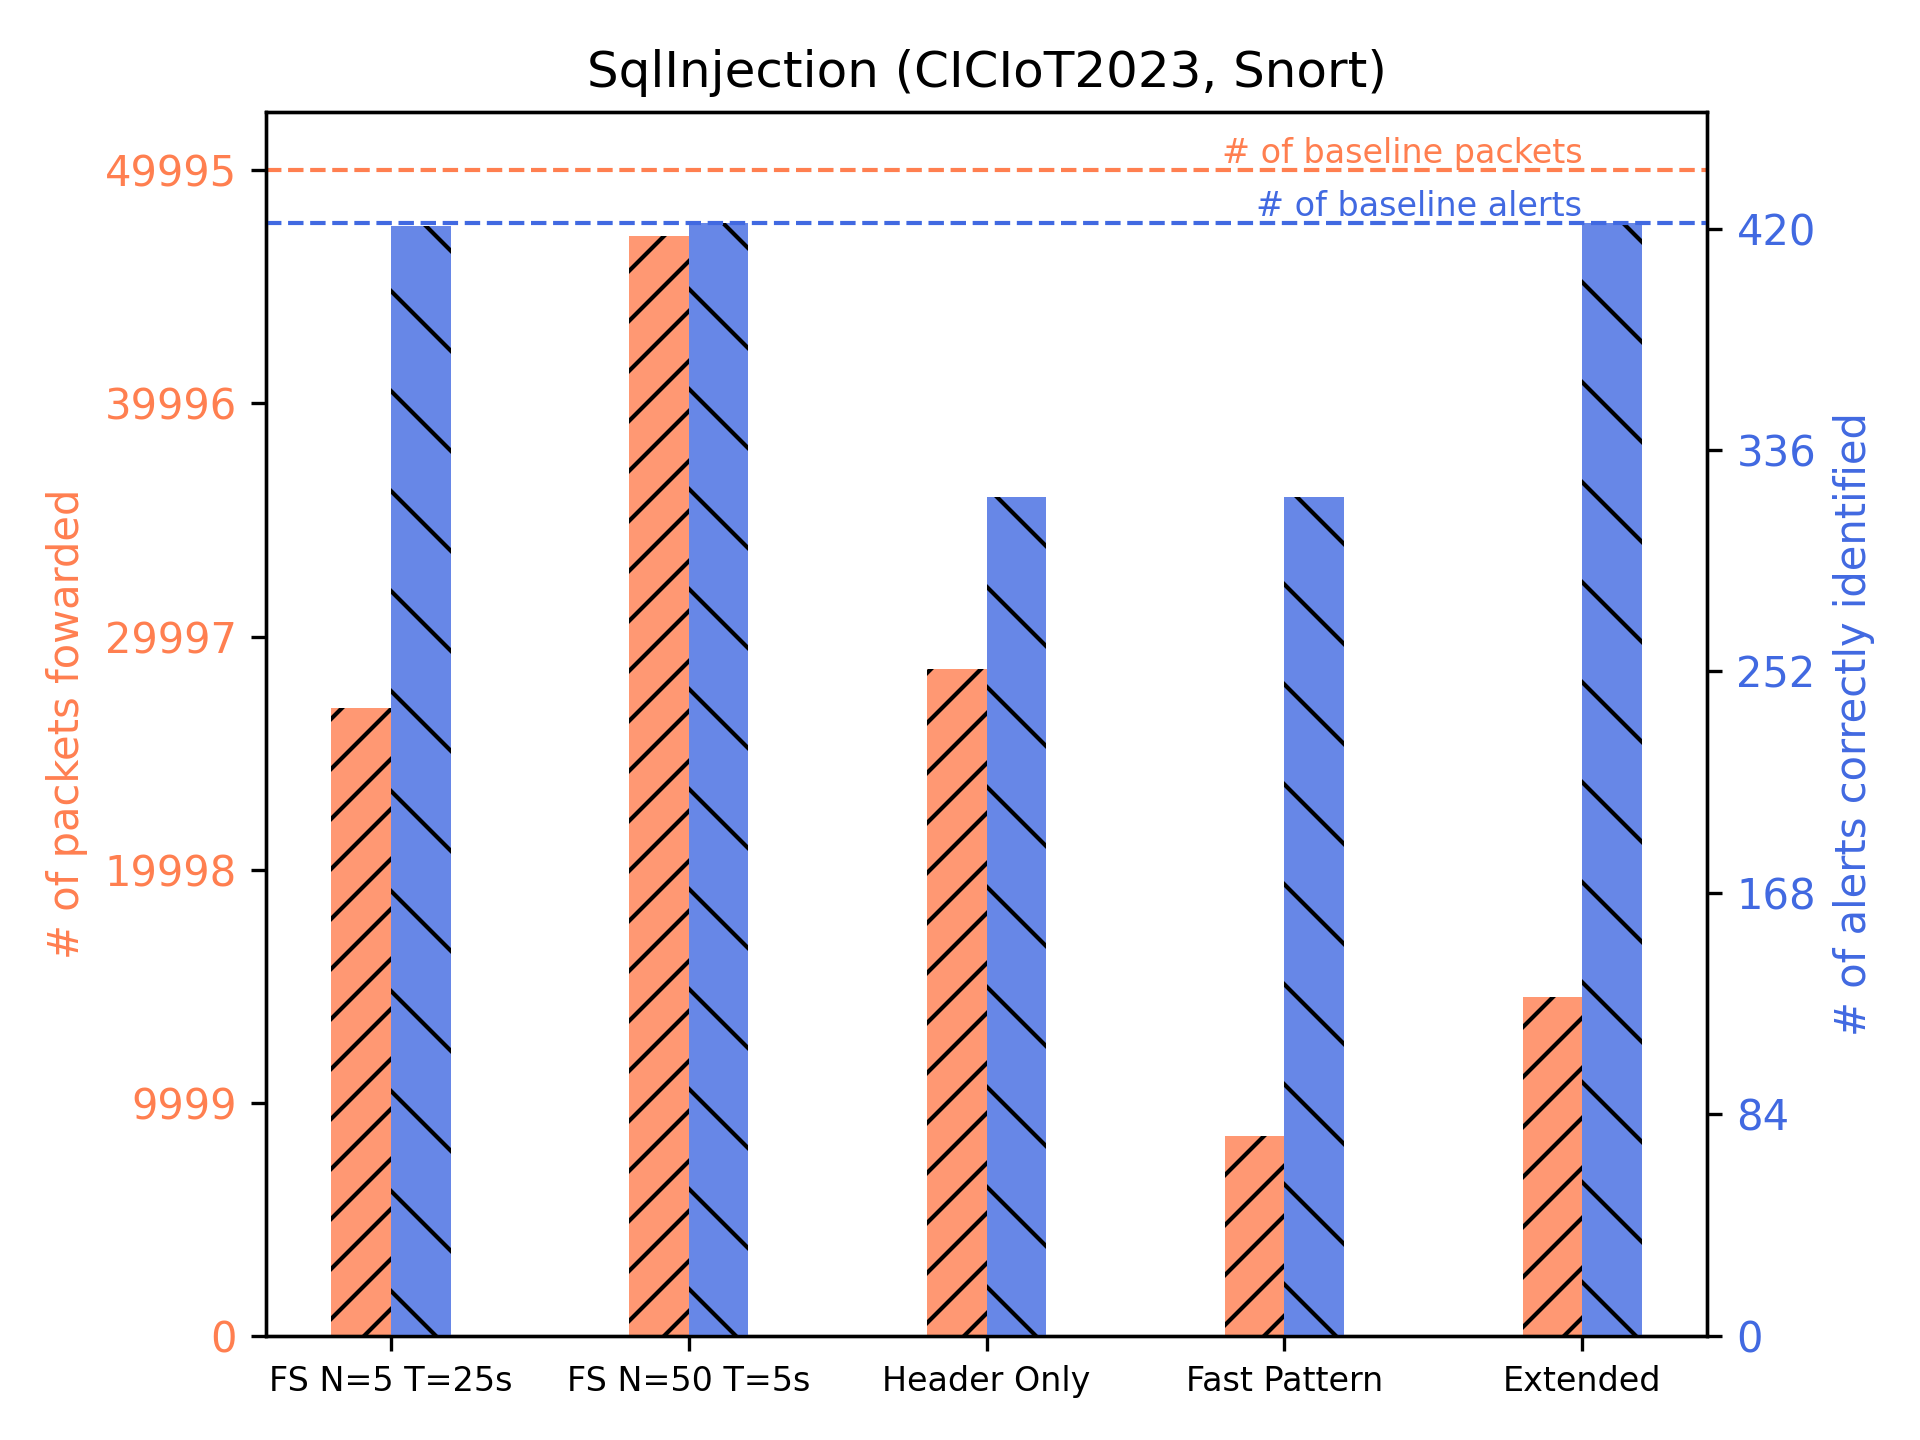 SqlInjection (CICIoT2023, Snort)
# of baseline packets
# of baseline alerts
49995
39996
29997
19998
9999
0
# of packets fowarded
420
336
252
168
84
0
# of alerts correctly identified
FS N=5 T=25s
FS N=50 T=5s
Header Only
Fast Pattern
Extended